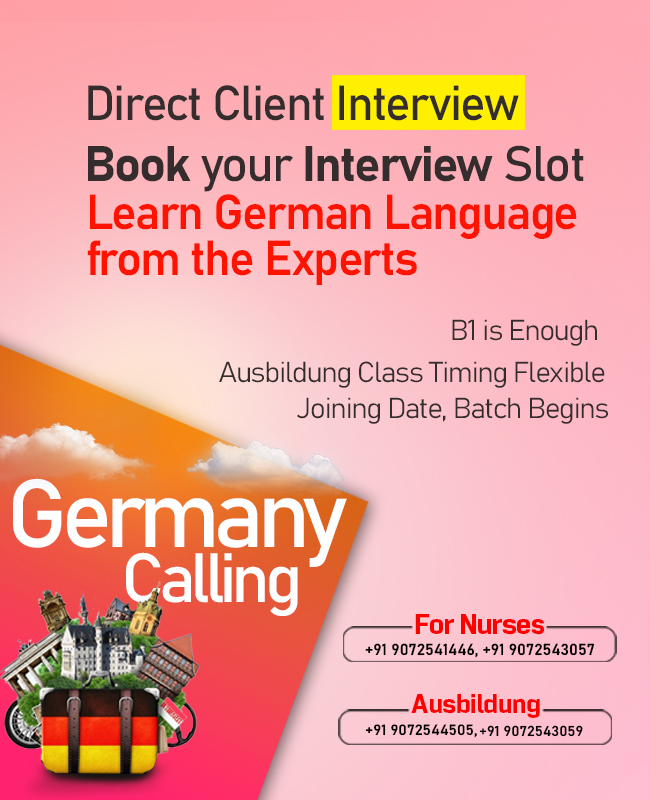 Direct Client Interview
Book your Interview Slot
Learn German Language
from the Experts
B1 is Enough
Ausbildung Class Timing Flexible
Joining Date, Batch Begins
Germany
Calling
For Nurses
+91 9072541446, +91 9072543057
Ausbildung
+91 9072544505, +91 9072543059